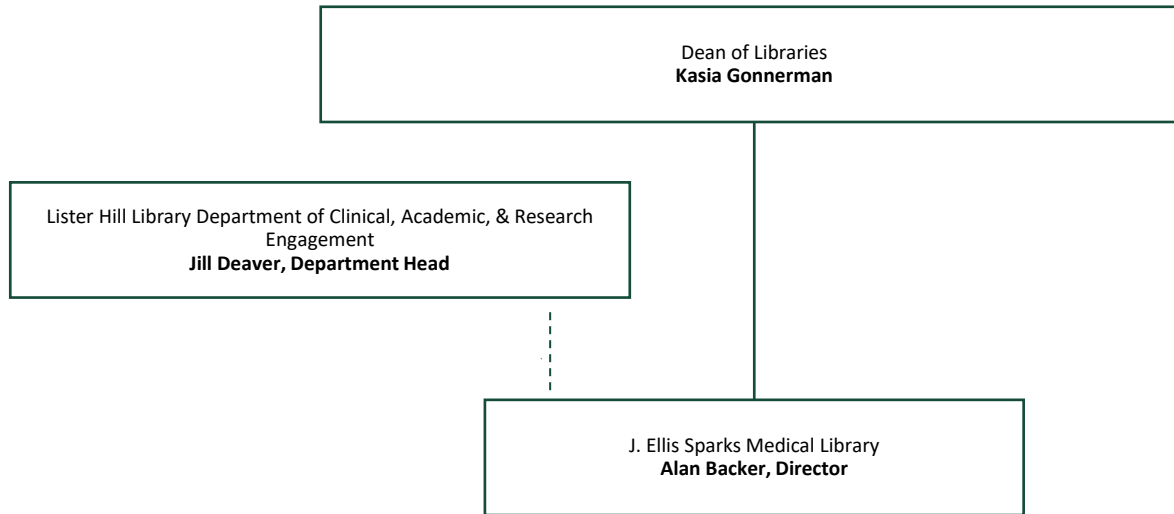 Dean of Libraries
Kasia Gonnerman
Lister Hill Library Department of Clinical, Academic, & Research
Engagement
Jill Deaver, Department Head
J. Ellis Sparks Medical Library
Alan Backer, Director